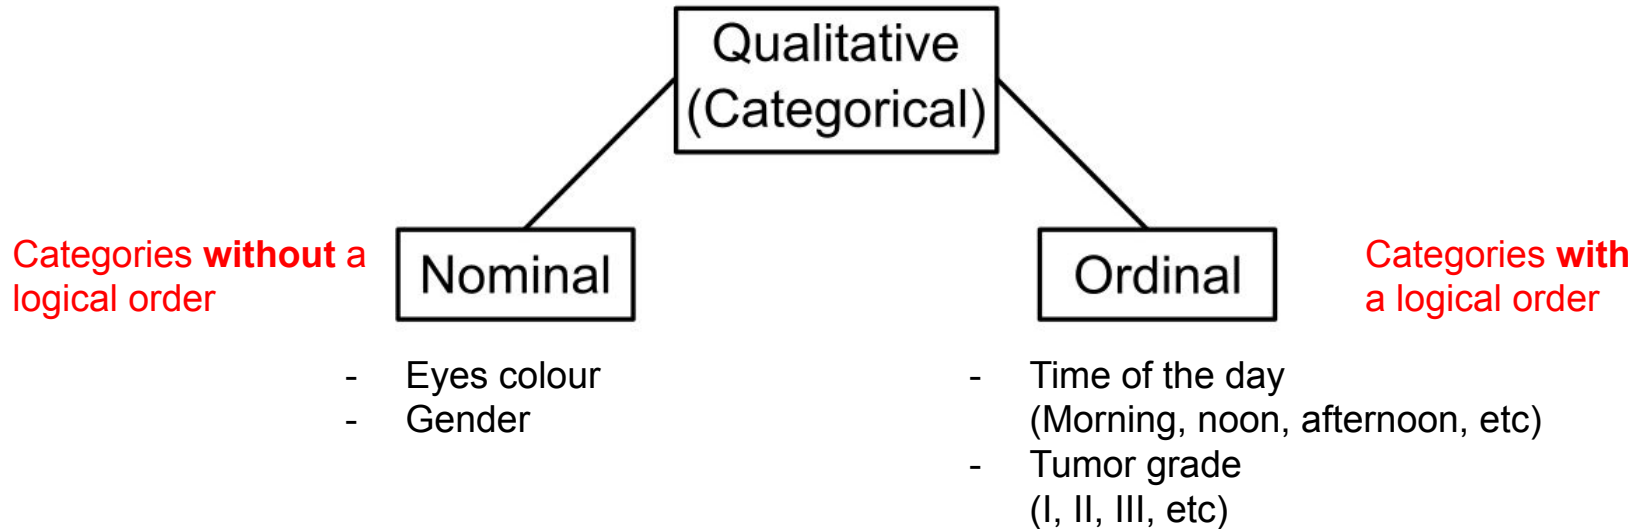 Qualitative
(Categorical)
Categories without a
logical order
Nominal
Ordinal
Categories with
a logical order
- Eyes colour
- Gender
- Time of the day
(Morning, noon, afternoon, etc)
- Tumor grade
(I, II, III, etc)